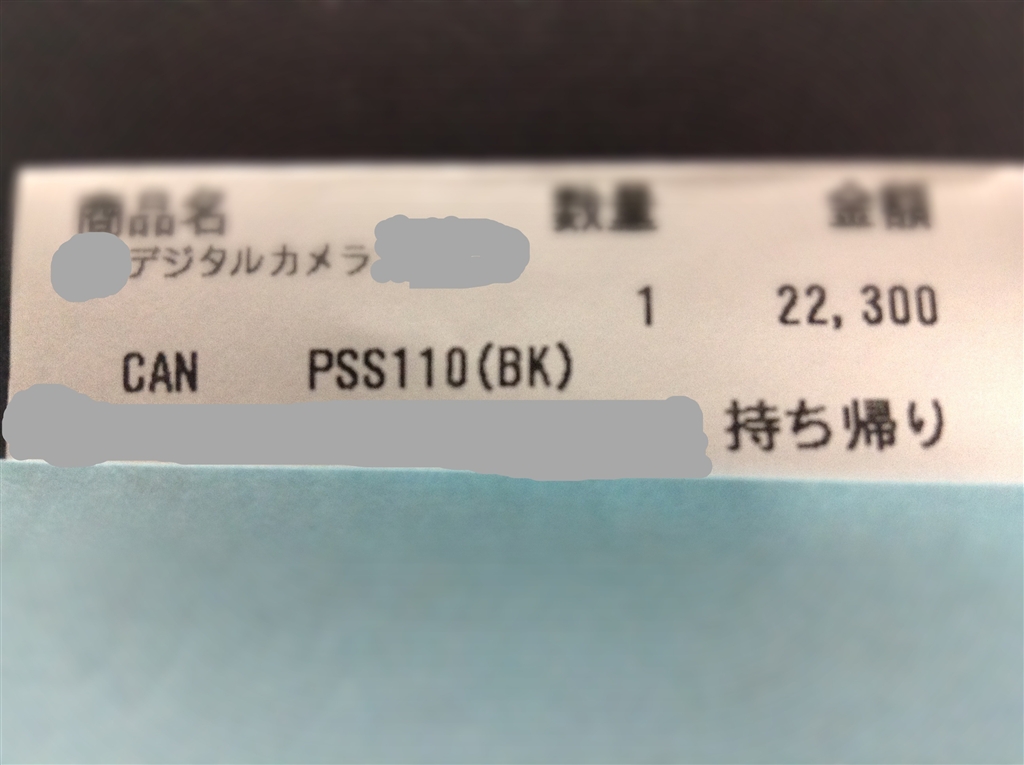 商品名 数量 金額
デジタルカメラ
1 22,300
CAN PSS110(BK)
持ち帰り